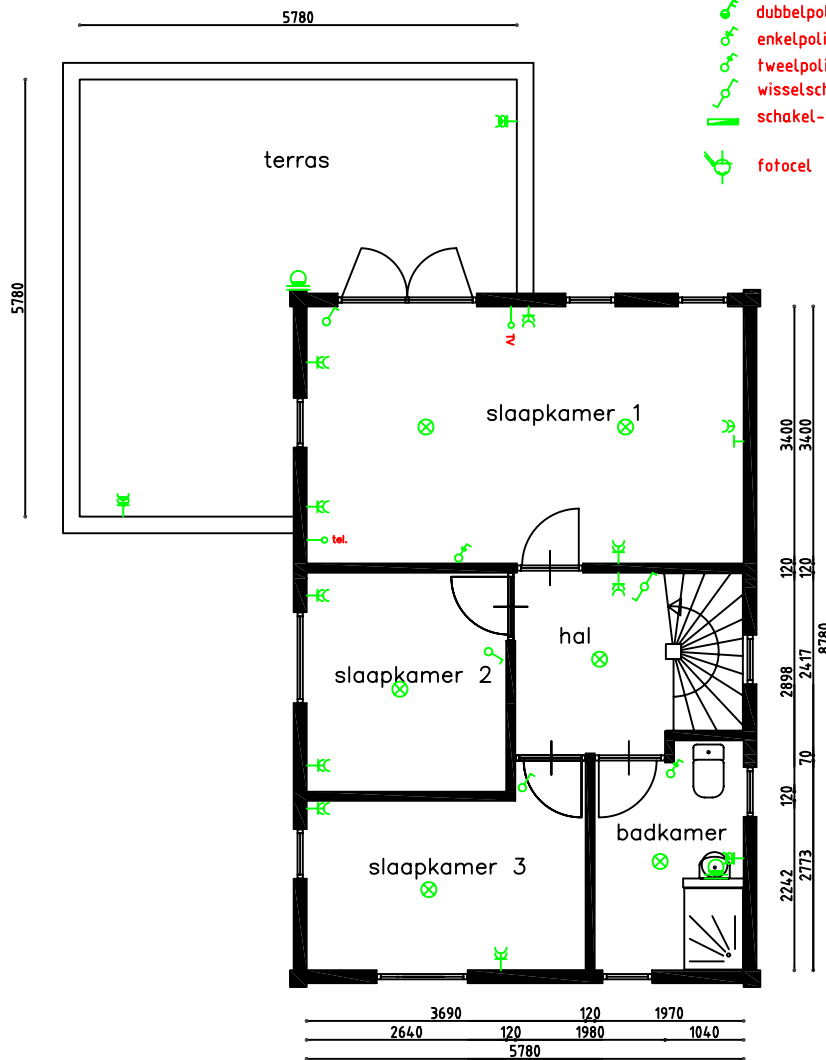 5780
dubbelpol
enkelpoli
tweelpoli
wisselsch
schakel-
fotocel
terras
5780
TV
slaapkamer 1
3400
3400
tel.
120
120
hal
8780
slaapkamer 2
2898
2417
70
120
badkamer
slaapkamer 3
2242
2773
3690
120
1970
2640
120
1980
1040
5780